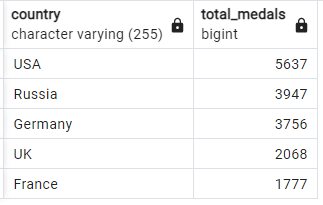 country total_medals
character varying (255) bigint
USA 5637
Russia 3947
Germany 3756
UK 2068
France 1777